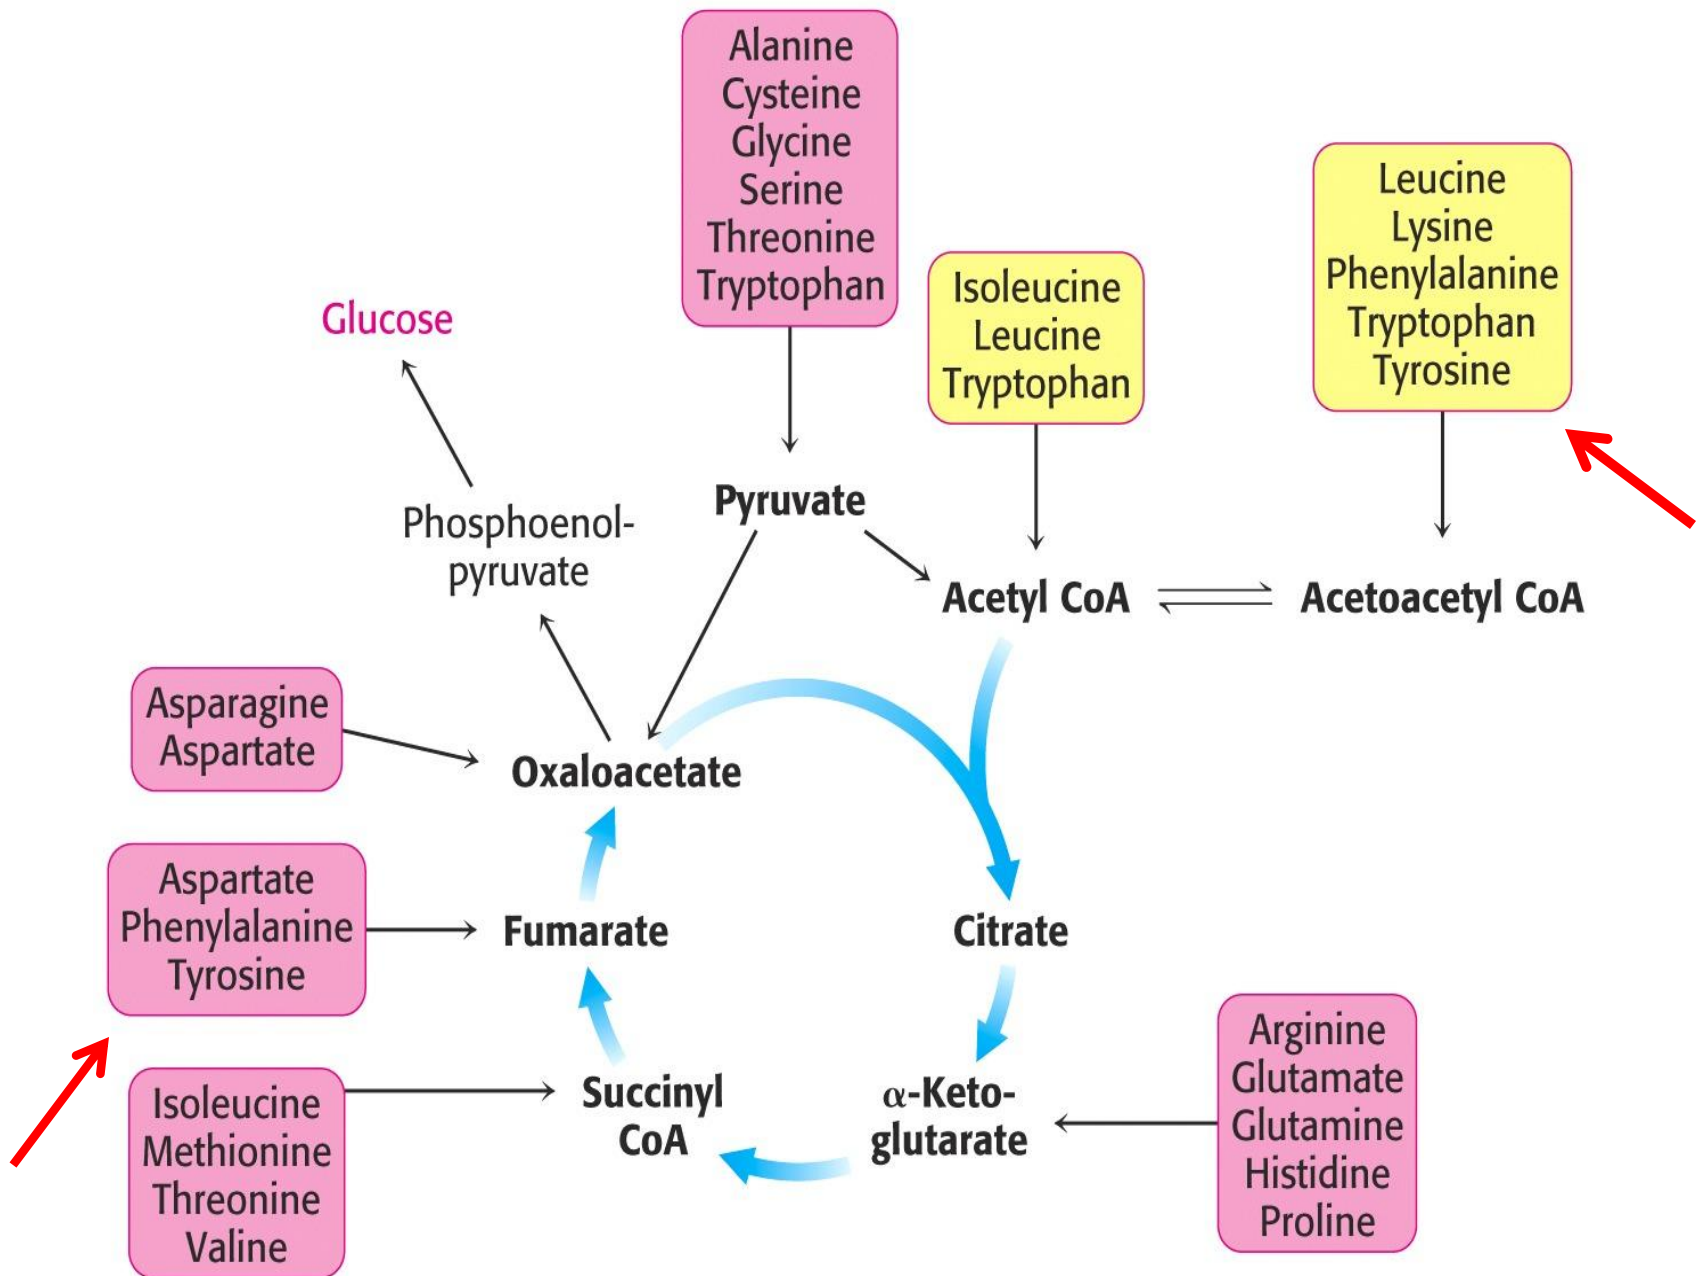 Alanine
Cysteine
Glycine
Serine
Threonine
Tryptophan
Leucine
Lysine
Phenylalanine
Tryptophan
Tyrosine
Isoleucine
Leucine
Tryptophan
Glucose
Pyruvate
Phosphoenol-
pyruvate
Acetyl CoA
Acetoacetyl CoA
Asparagine
Aspartate
Oxaloacetate
Aspartate
Phenylalanine
Tyrosine
Fumarate
Citrate
Isoleucine
Methionine
Threonine
Valine
Succinyl
CoA
α-Keto-
glutarate
Arginine
Glutamate
Glutamine
Histidine
Proline